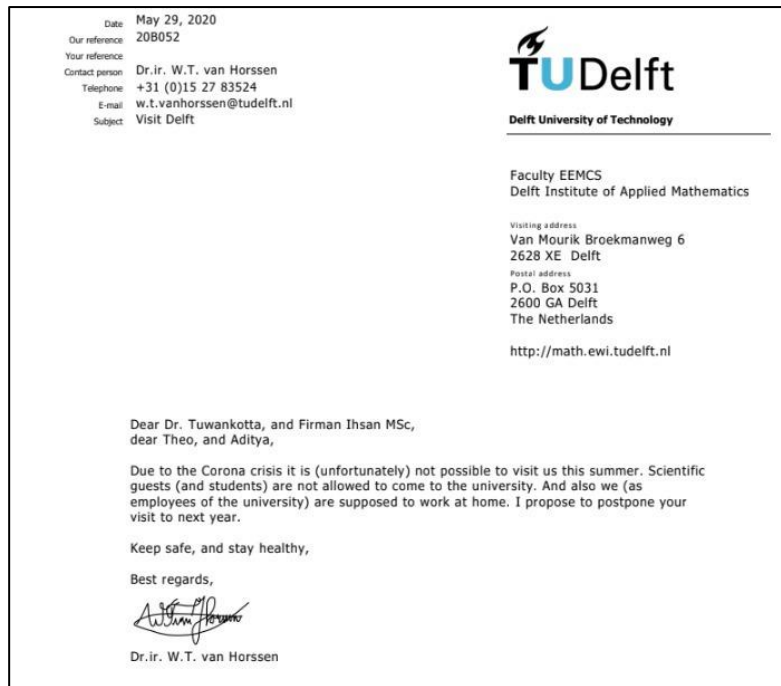 Date May 29, 2020
Our reference 20B052
Your reference
Contact person Dr.ir. W.T. van Horssen
Telephone +31 (0)15 27 83524
E-mail w.t.vanhorssen@tudelft.nl
Subject Visit Delft
TU Delft
Delft University of Technology
Faculty EEMCS
Delft Institute of Applied Mathematics
Visiting address
Van Mourik Broekmanweg 6
2628 XE Delft
Postal address
P.O. Box 5031
2600 GA Delft
The Netherlands
http://math.ewi.tudelft.nl
Dear Dr. Tuwankotta, and Firman Ihsan MSc,
dear Theo, and Aditya,
Due to the Corona crisis it is (unfortunately) not possible to visit us this summer. Scientific
guests (and students) are not allowed to come to the university. And also we (as
employees of the university) are supposed to work at home. I propose to postpone your
visit to next year.
Keep safe, and stay healthy,
Best regards,
Dr.ir. W.T. van Horssen